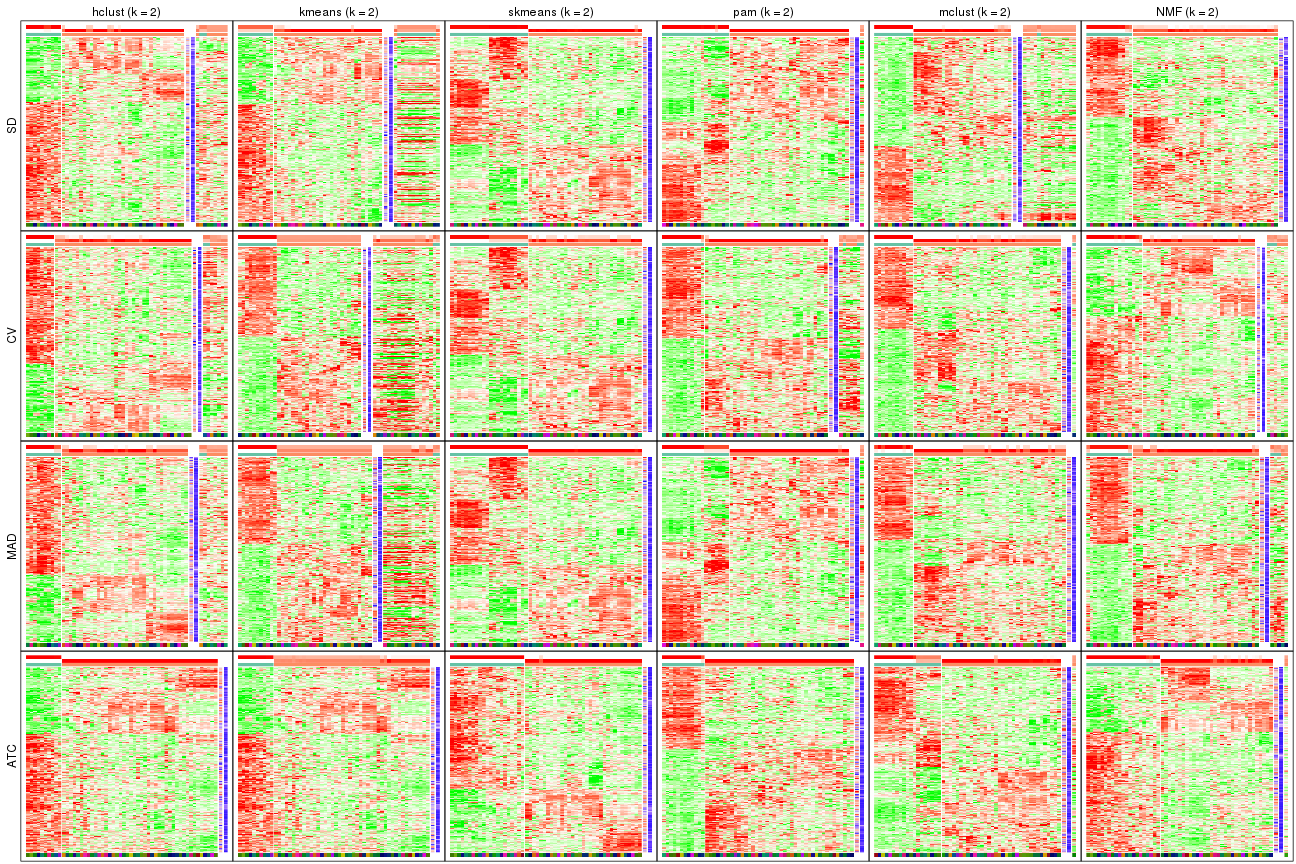 hclust (k = 2)
kmeans (k = 2)
skmeans (k = 2)
pam (k = 2)
mclust (k = 2)
NMF (k = 2)
SD
CV
MAD
ATC